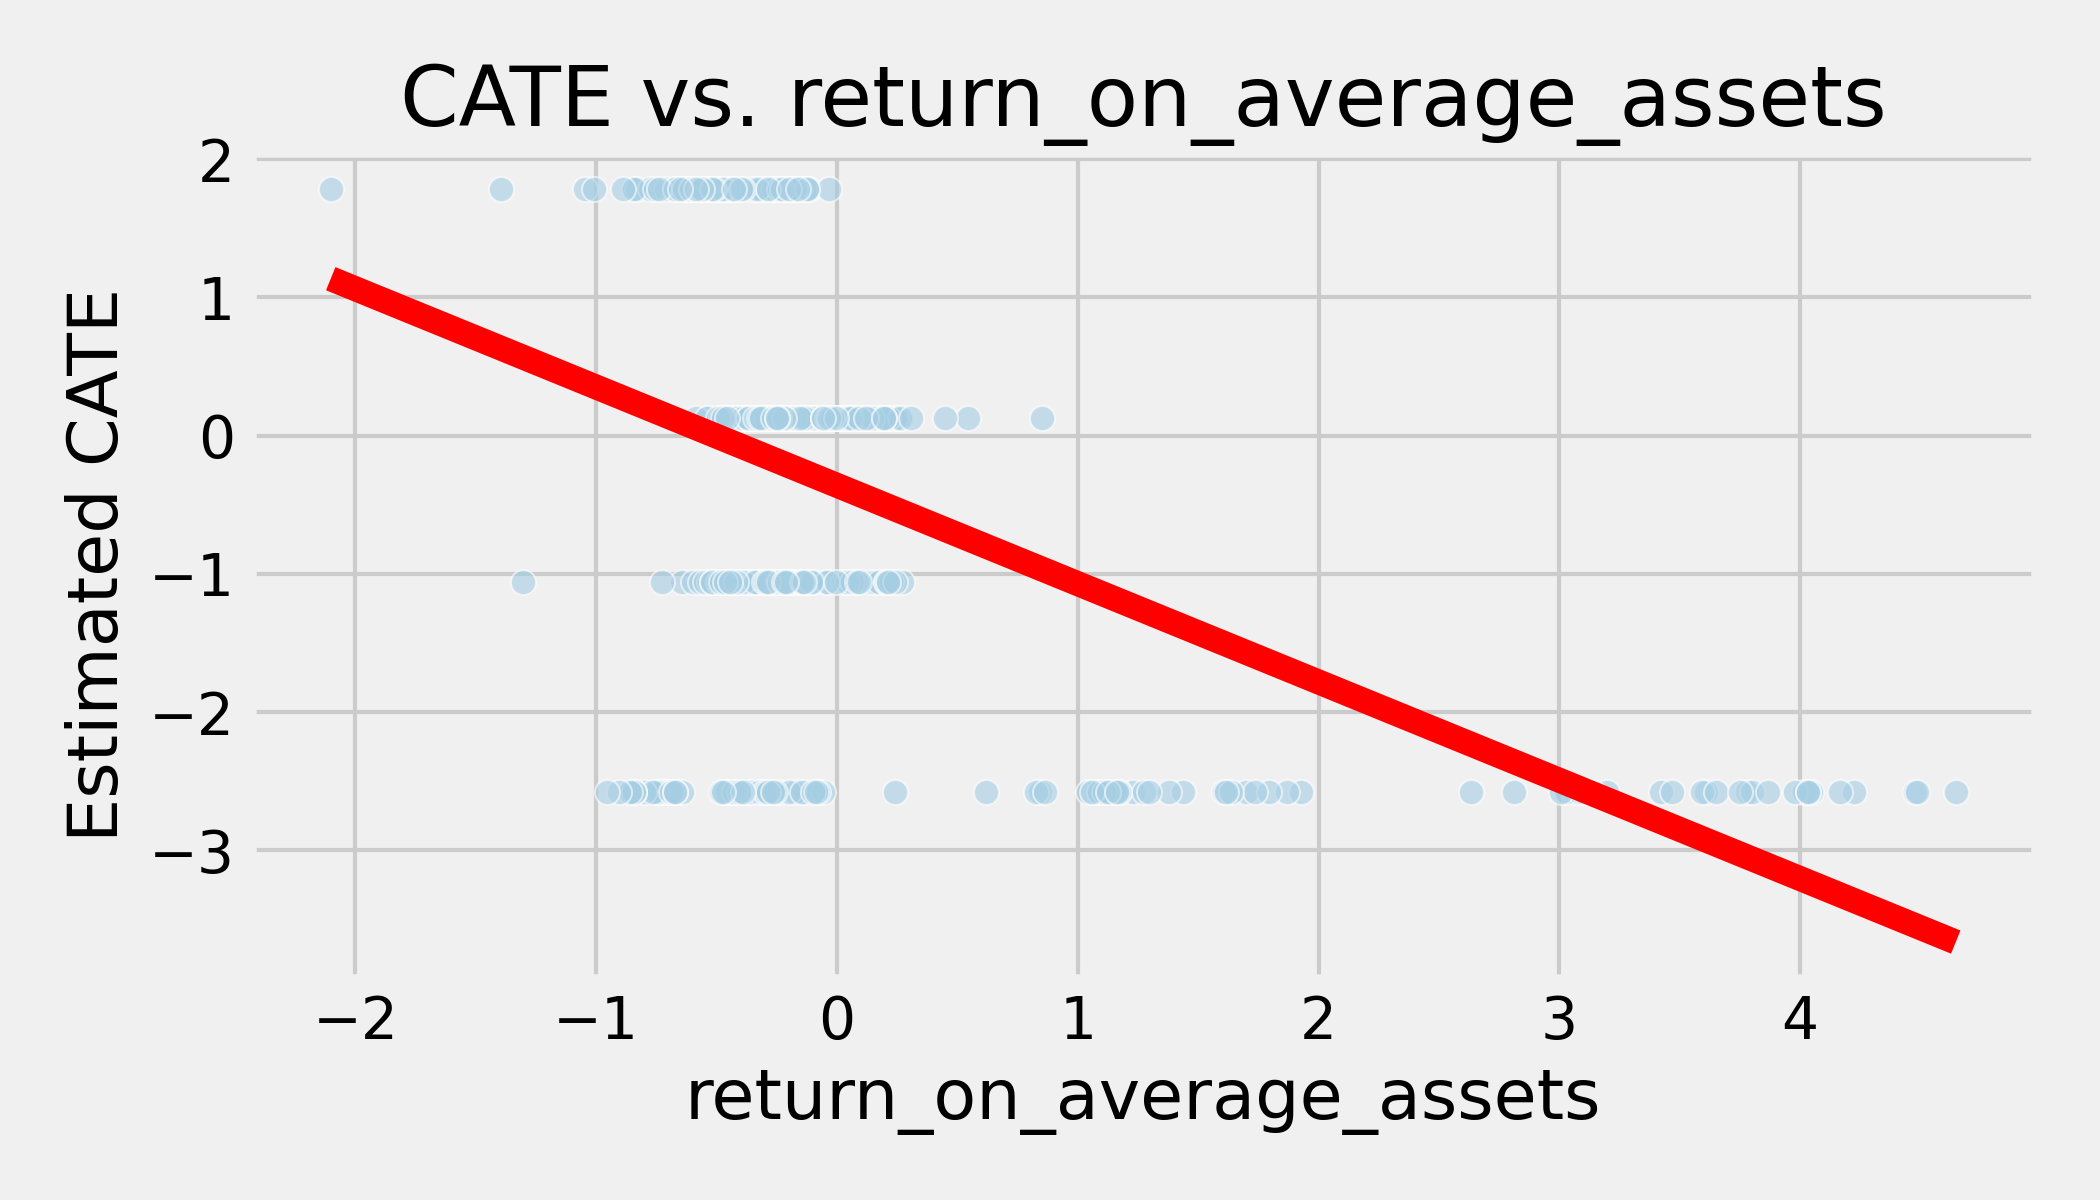 CATE vs. return_on_average_assets
2
1
0
−1
−2
−3
Estimated CATE
−2 −1 0 1 2 3 4
return_on_average_assets